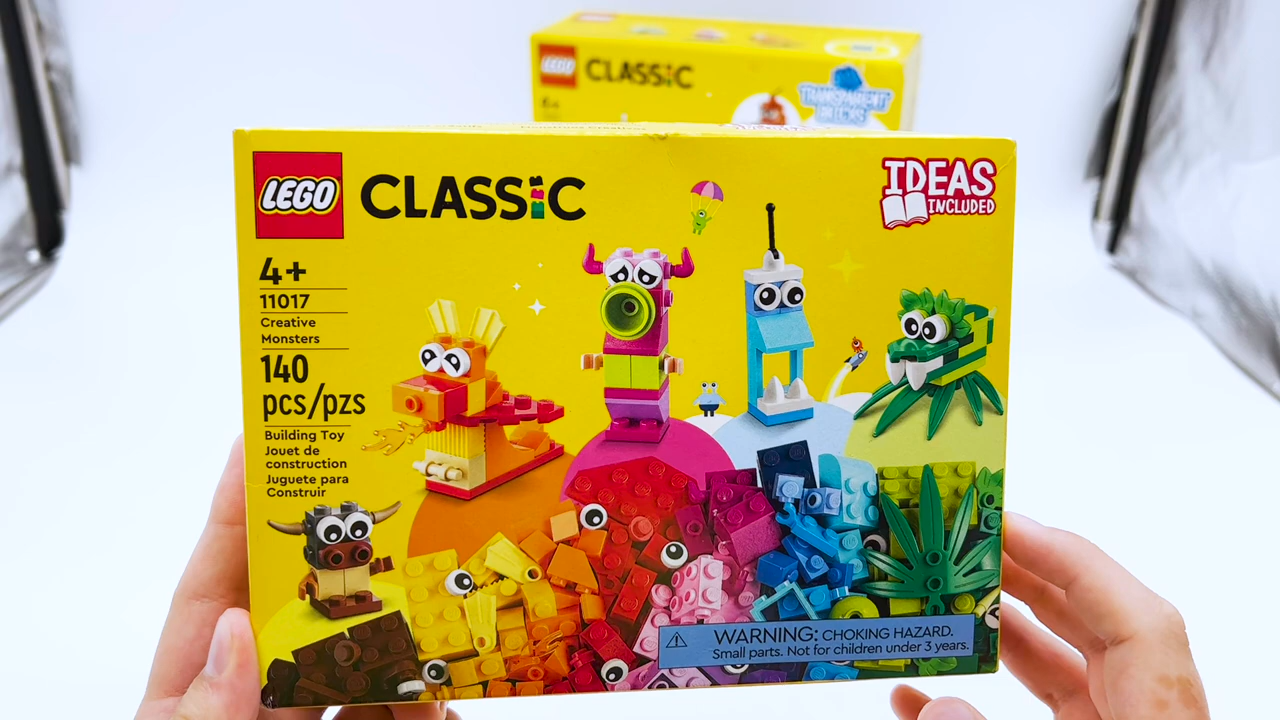 LEGO CLASSIC
TRANSPARENT
BRICKS
LEGO CLASSIC
IDEAS
INCLUDED
4+
11017
Creative
Monsters
140
pcs/pzs
Building Toy
Jouet de
construction
Juguete para
Construir
WARNING: CHOKING HAZARD.
Small parts. Not for children under 3 years.